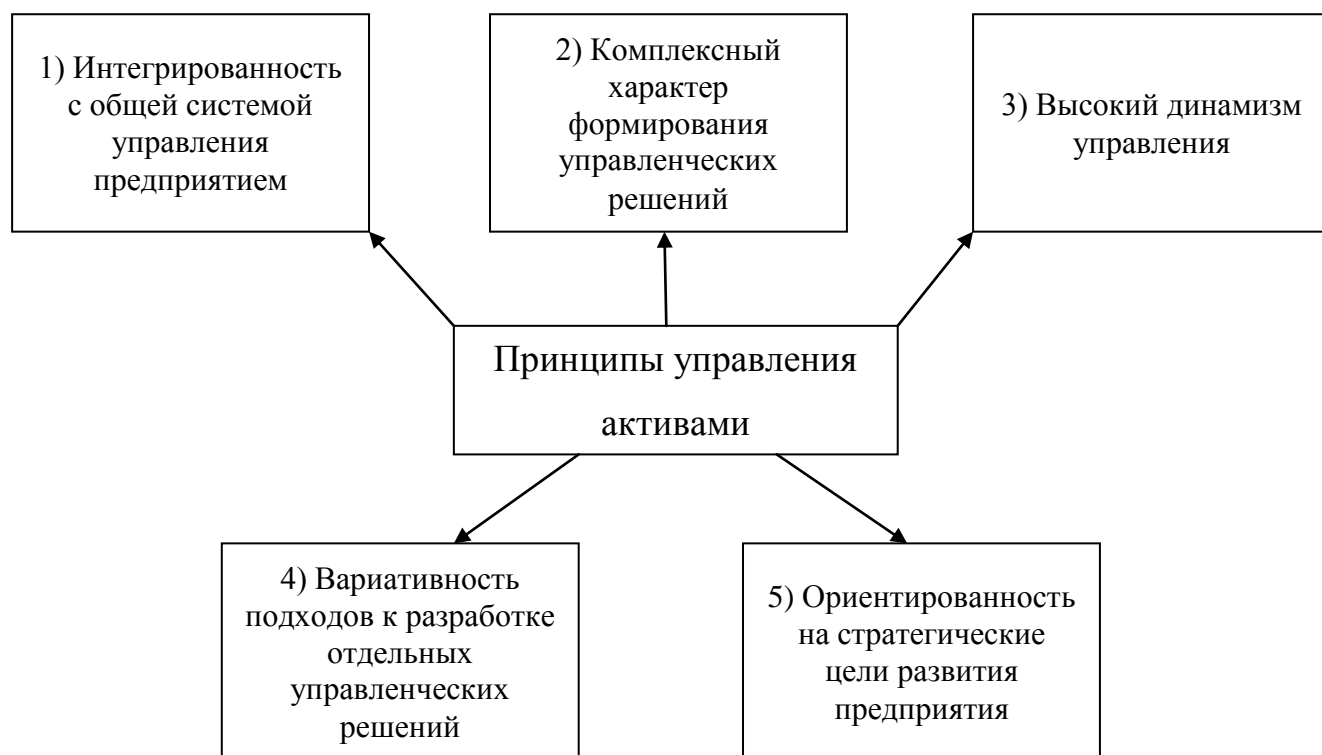 1) Интегрированность
с общей системой
управления
предприятием
2) Комплексный
характер
формирования
управленческих
решений
3) Высокий динамизм
управления
Принципы управления
активами
4) Вариативность
подходов к разработке
отдельных
управленческих
решений
5) Ориентированность
на стратегические
цели развития
предприятия